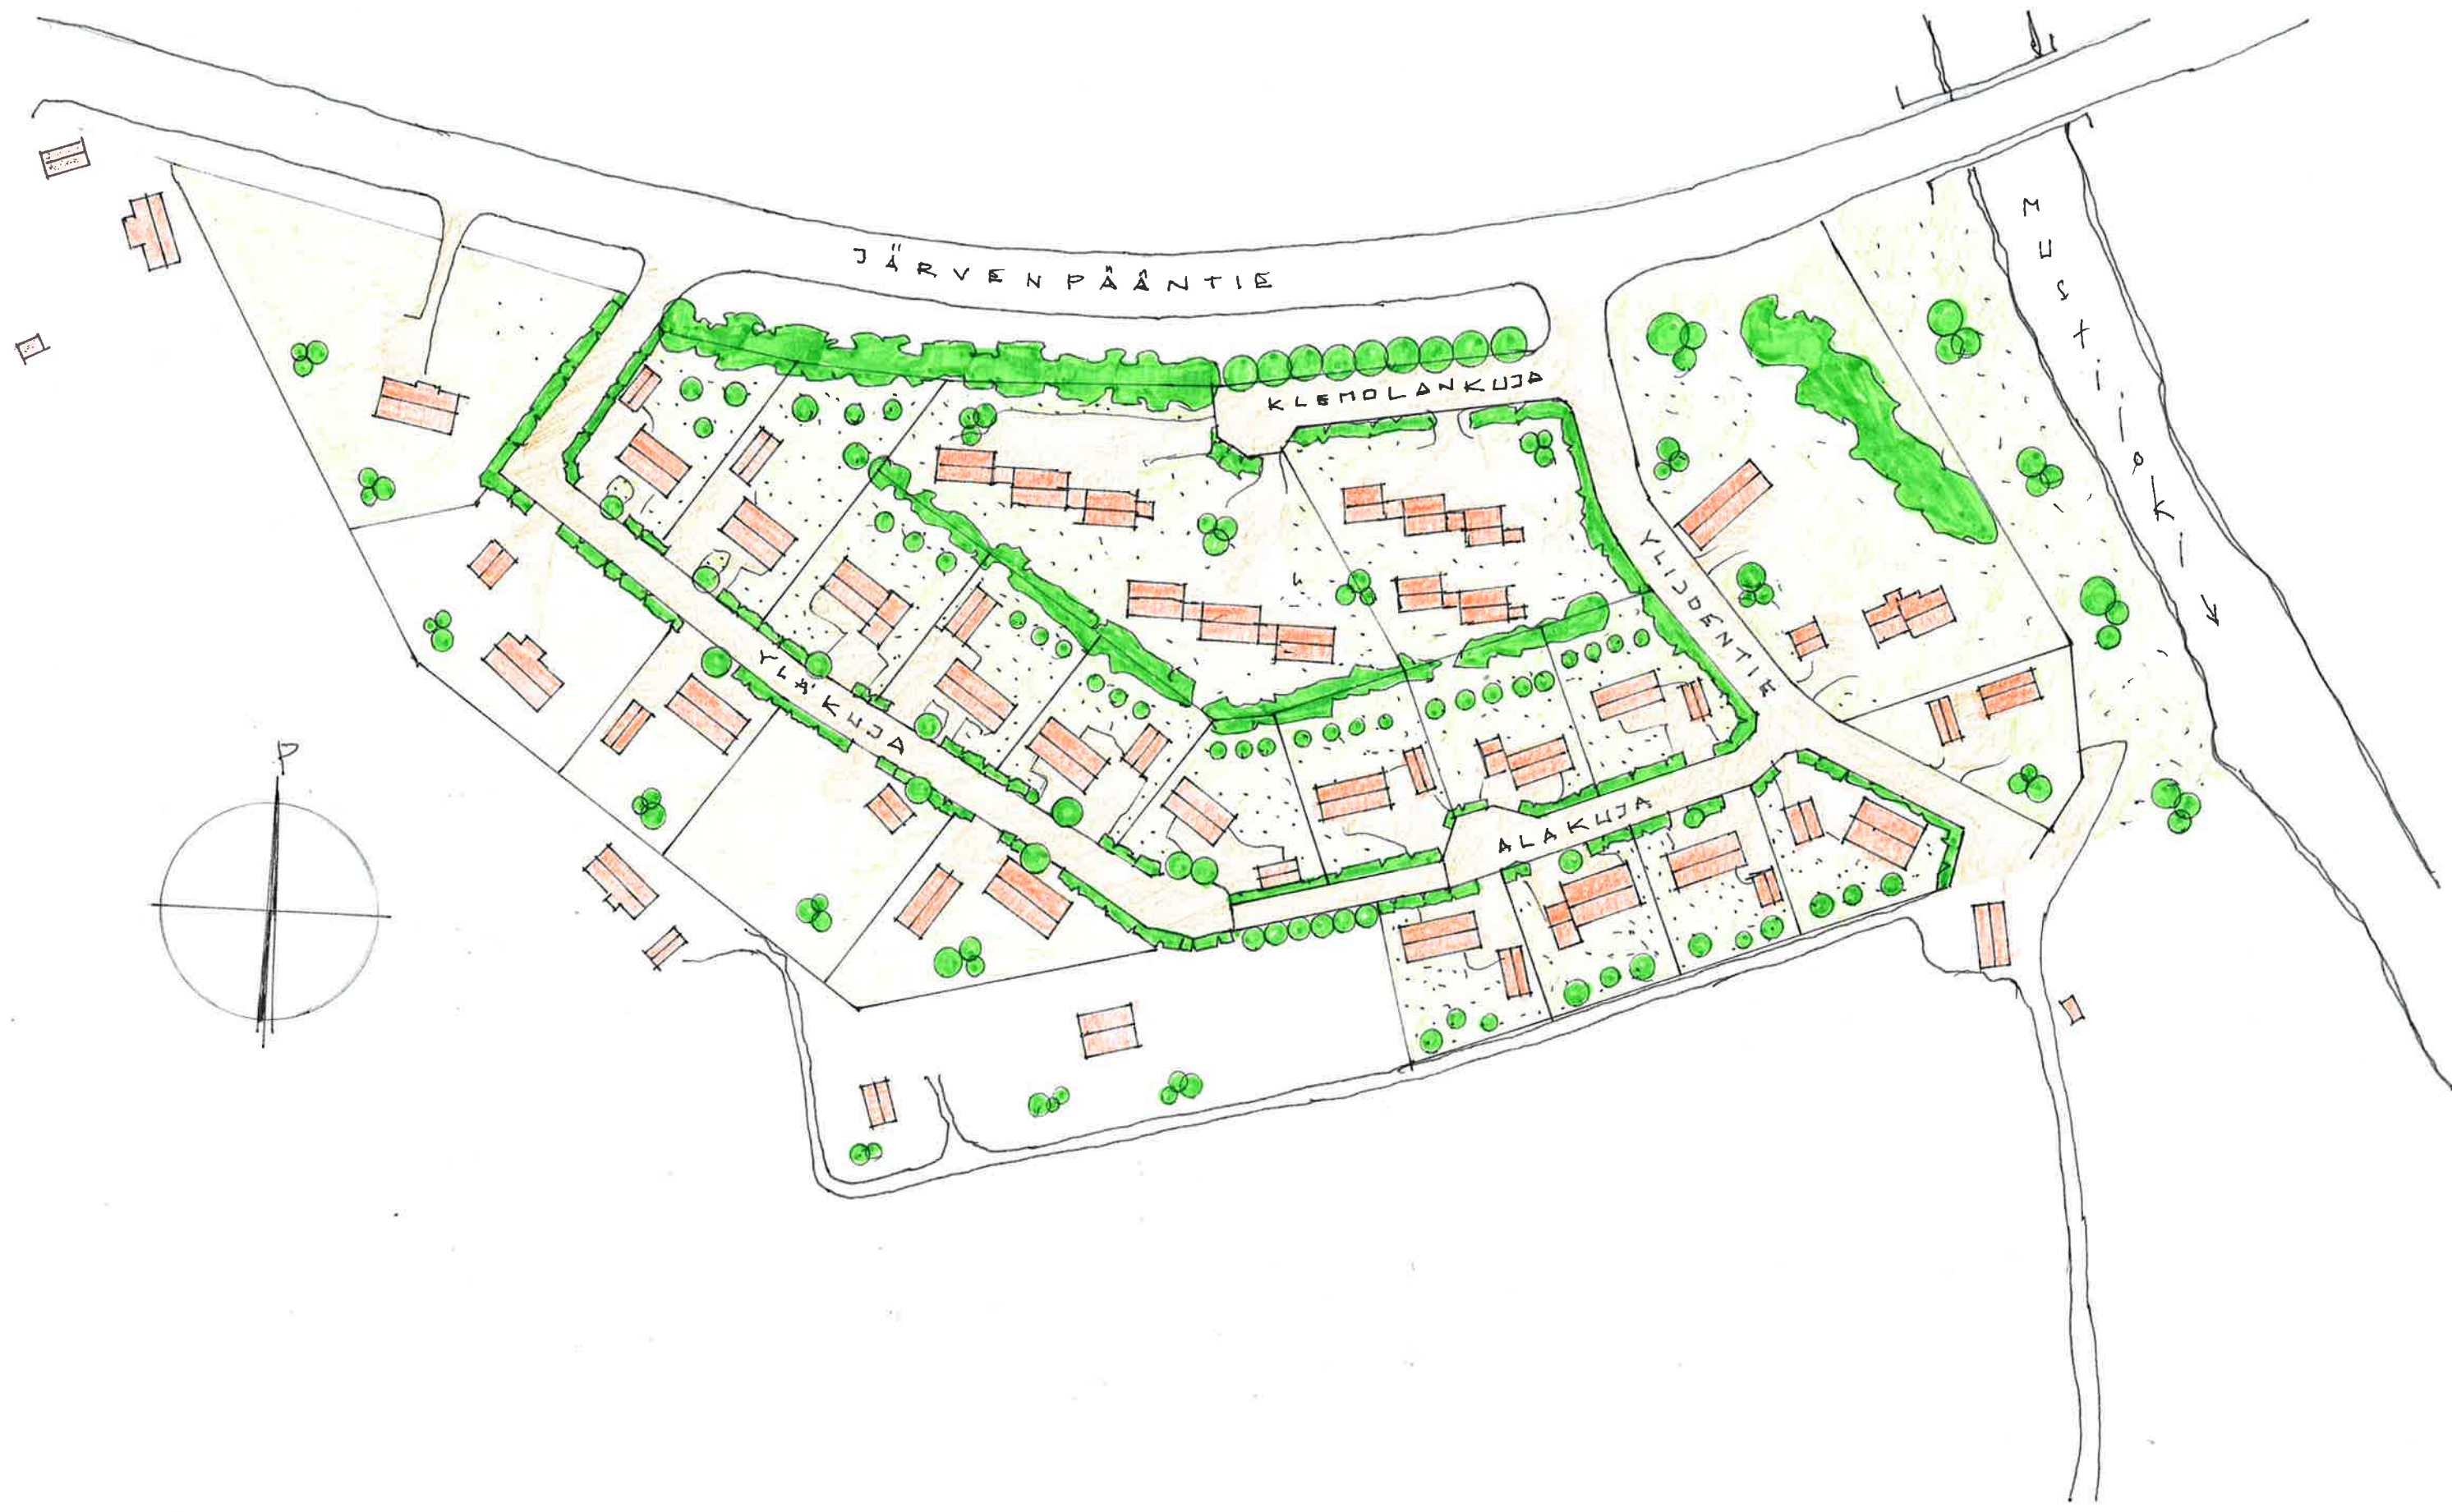 JÄRVENPÄÄNTIE
KLEMOLANKUJA
MUSTIJOKI
YLIJOENTIE
YLÄKUJA
ALAKUJA
P